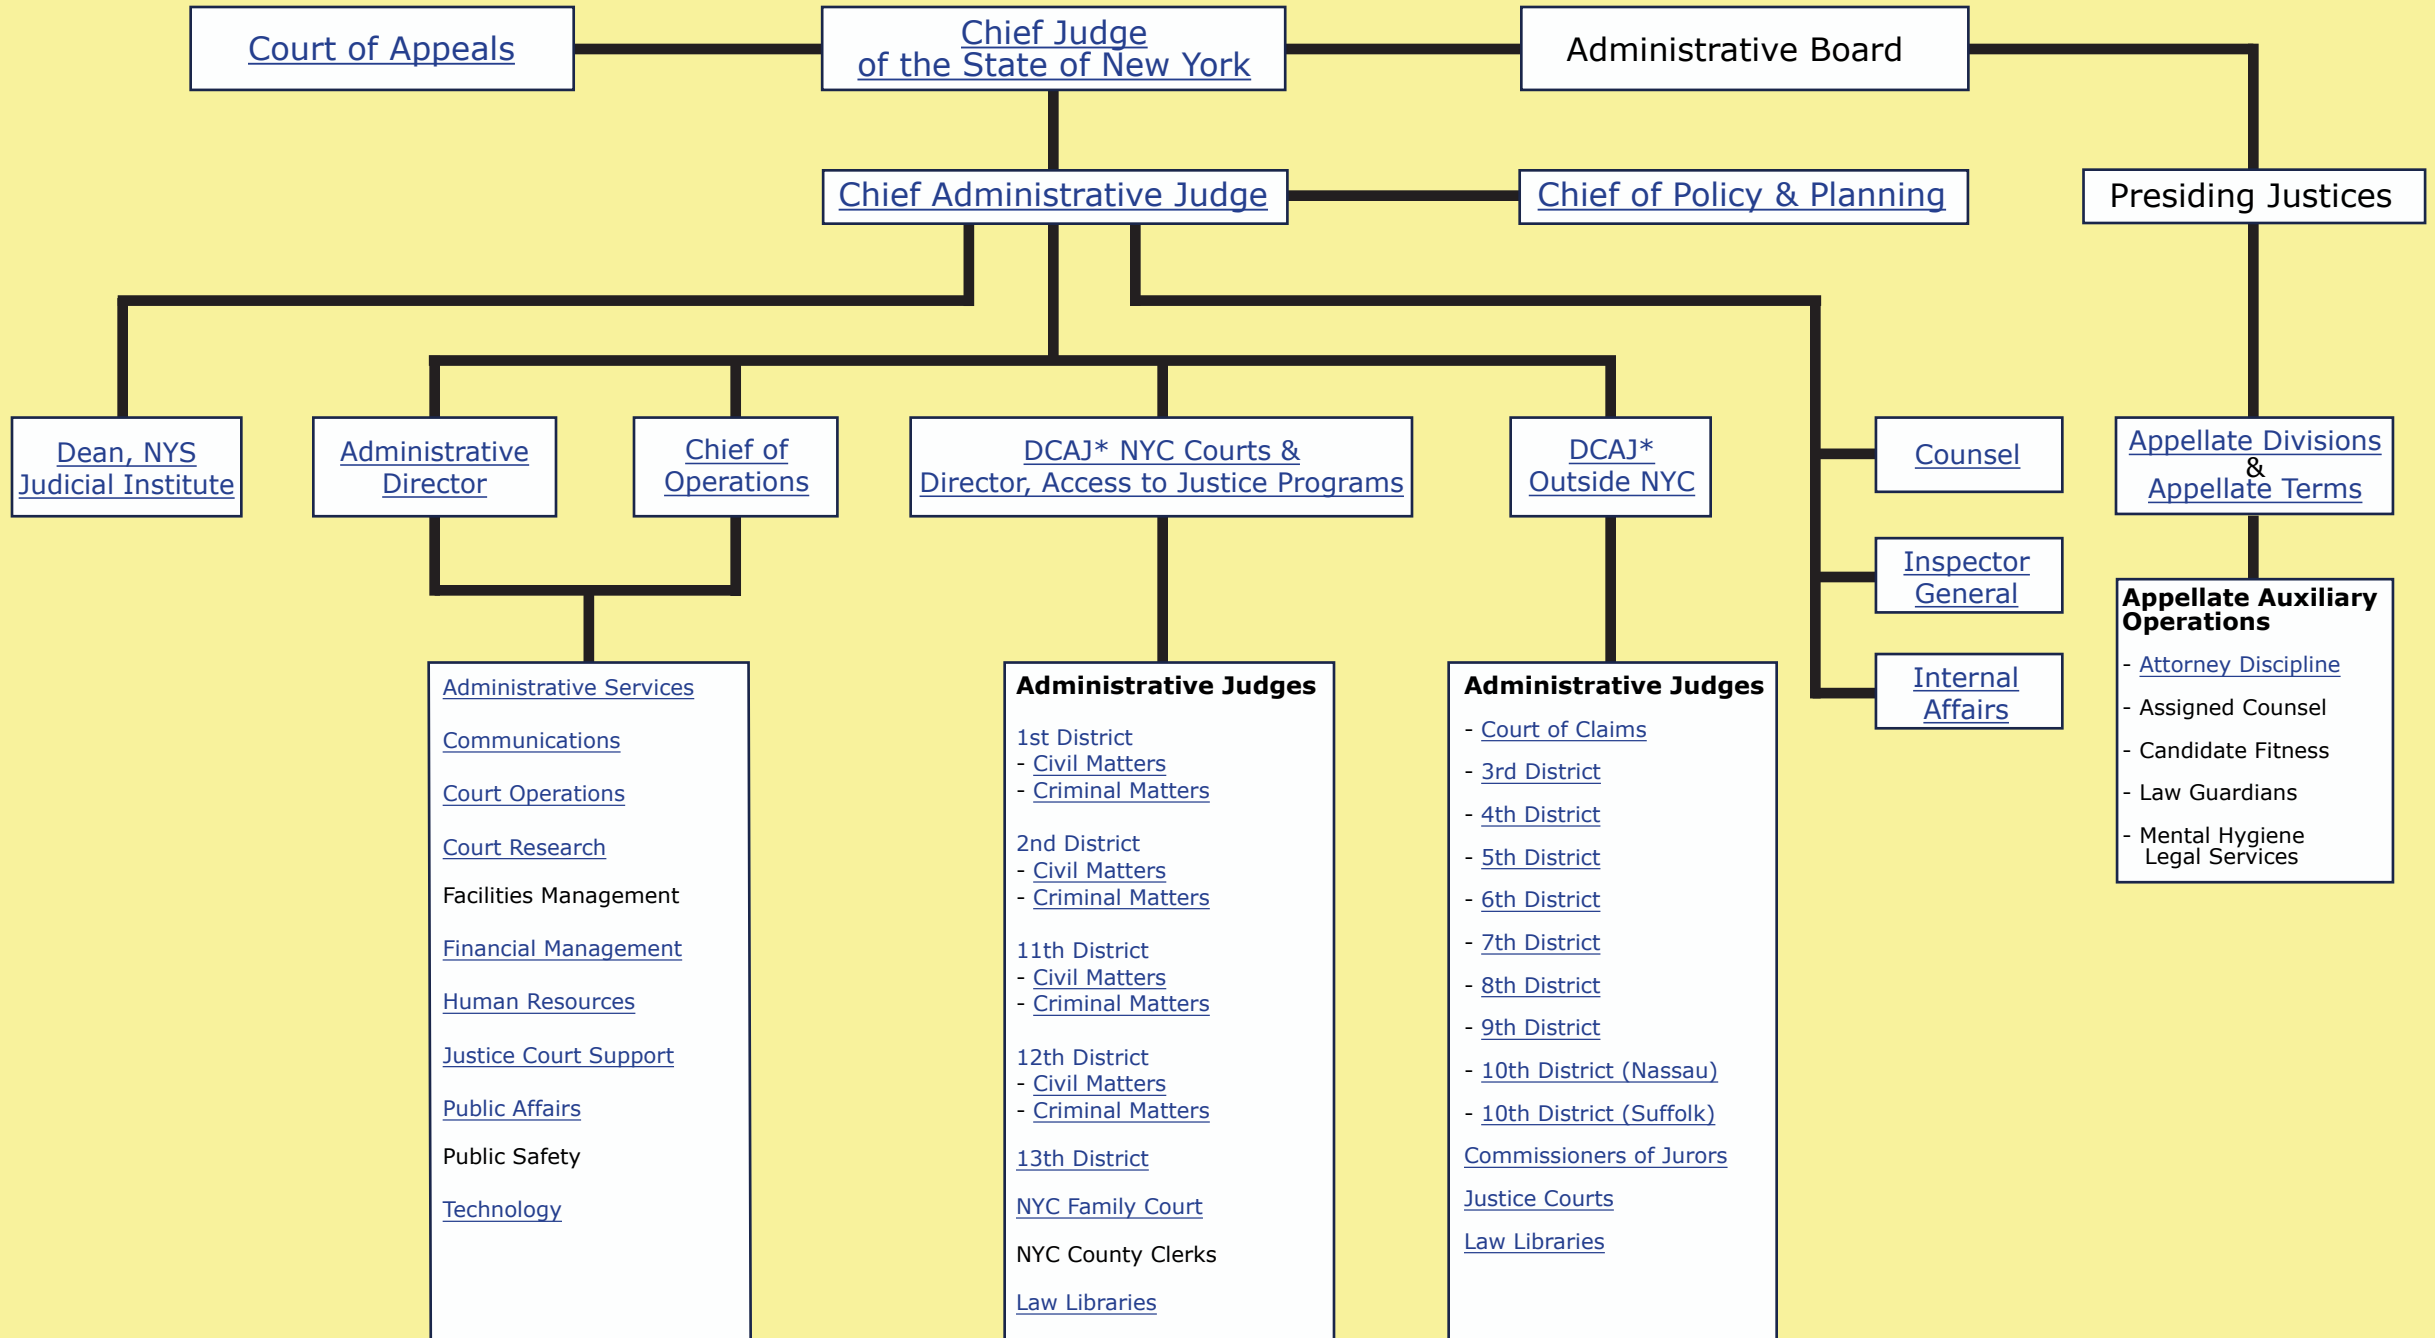 Court of Appeals
Chief Judge
of the State of New York
Administrative Board
Chief Administrative Judge
Chief of Policy & Planning
Presiding Justices
Dean, NYS
Judicial Institute
Administrative
Director
Chief of
Operations
DCAJ* NYC Courts &
Director, Access to Justice Programs
DCAJ*
Outside NYC
Counsel
Inspector
General
Internal
Affairs
Appellate Divisions
&
Appellate Terms
Administrative Services
Communications
Court Operations
Court Research
Facilities Management
Financial Management
Human Resources
Justice Court Support
Public Affairs
Public Safety
Technology
Administrative Judges
1st District
- Civil Matters
- Criminal Matters
2nd District
- Civil Matters
- Criminal Matters
11th District
- Civil Matters
- Criminal Matters
12th District
- Civil Matters
- Criminal Matters
13th District
NYC Family Court
NYC County Clerks
Law Libraries
Administrative Judges
- Court of Claims
- 3rd District
- 4th District
- 5th District
- 6th District
- 7th District
- 8th District
- 9th District
- 10th District (Nassau)
- 10th District (Suffolk)
Commissioners of Jurors
Justice Courts
Law Libraries
Appellate Auxiliary
Operations
- Attorney Discipline
- Assigned Counsel
- Candidate Fitness
- Law Guardians
- Mental Hygiene
Legal Services